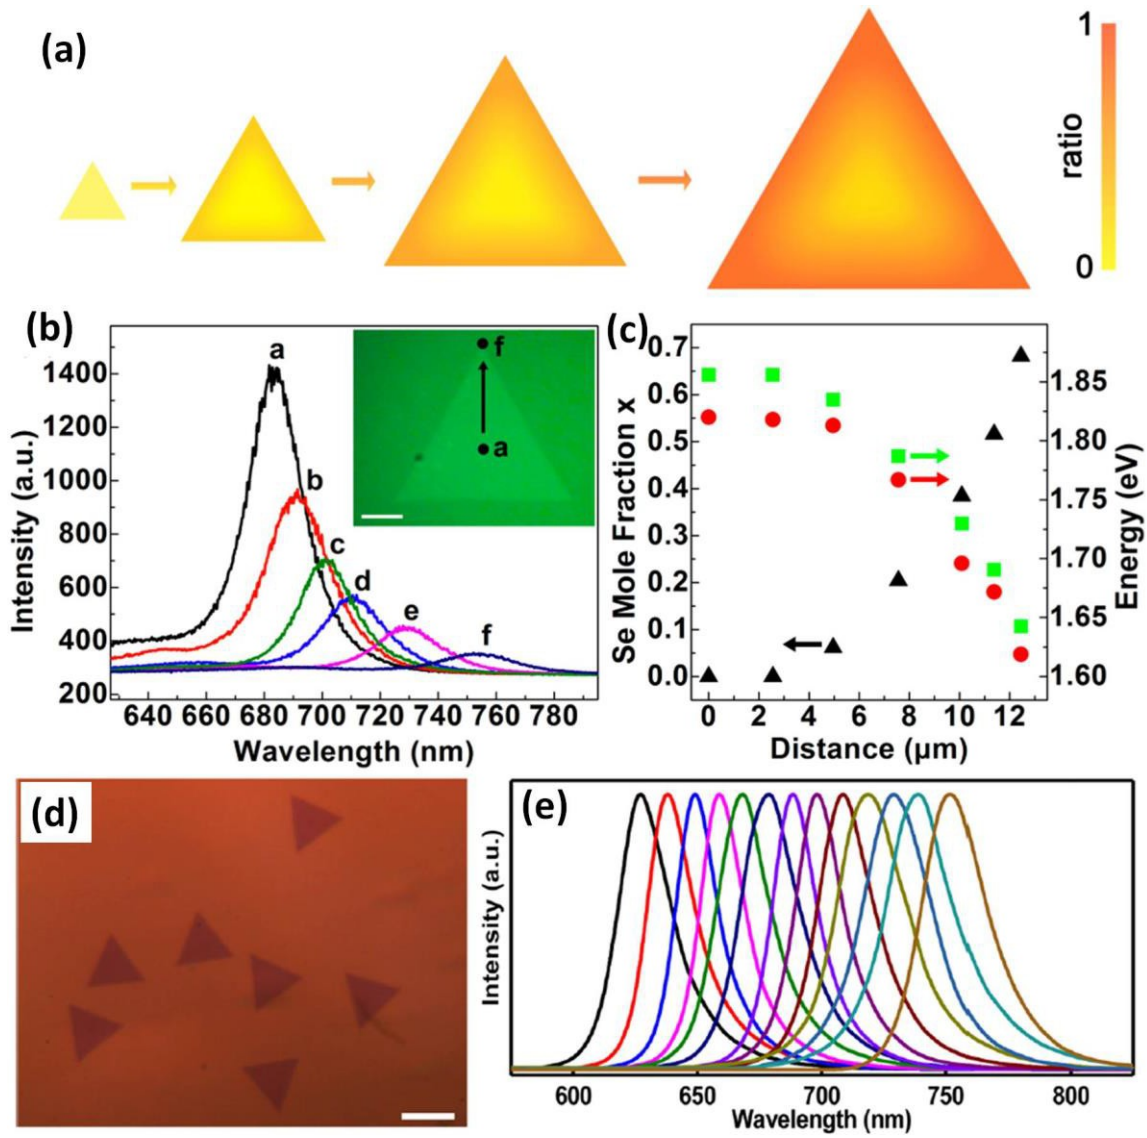 (a)
1
ratio
0
(b)
a
b
c
d
e
f
f
a
1400
1200
1000
800
600
400
200
Intensity (a.u.)
640 660 680 700 720 740 760 780
Wavelength (nm)
(c)
0.7
0.6
0.5
0.4
0.3
0.2
0.1
0.0
Se Mole Fraction x
1.85
1.80
1.75
1.70
1.65
1.60
Energy (eV)
0 2 4 6 8 10 12
Distance (μm)
(d)
(e)
Intensity (a.u.)
600 650 700 750 800
Wavelength (nm)